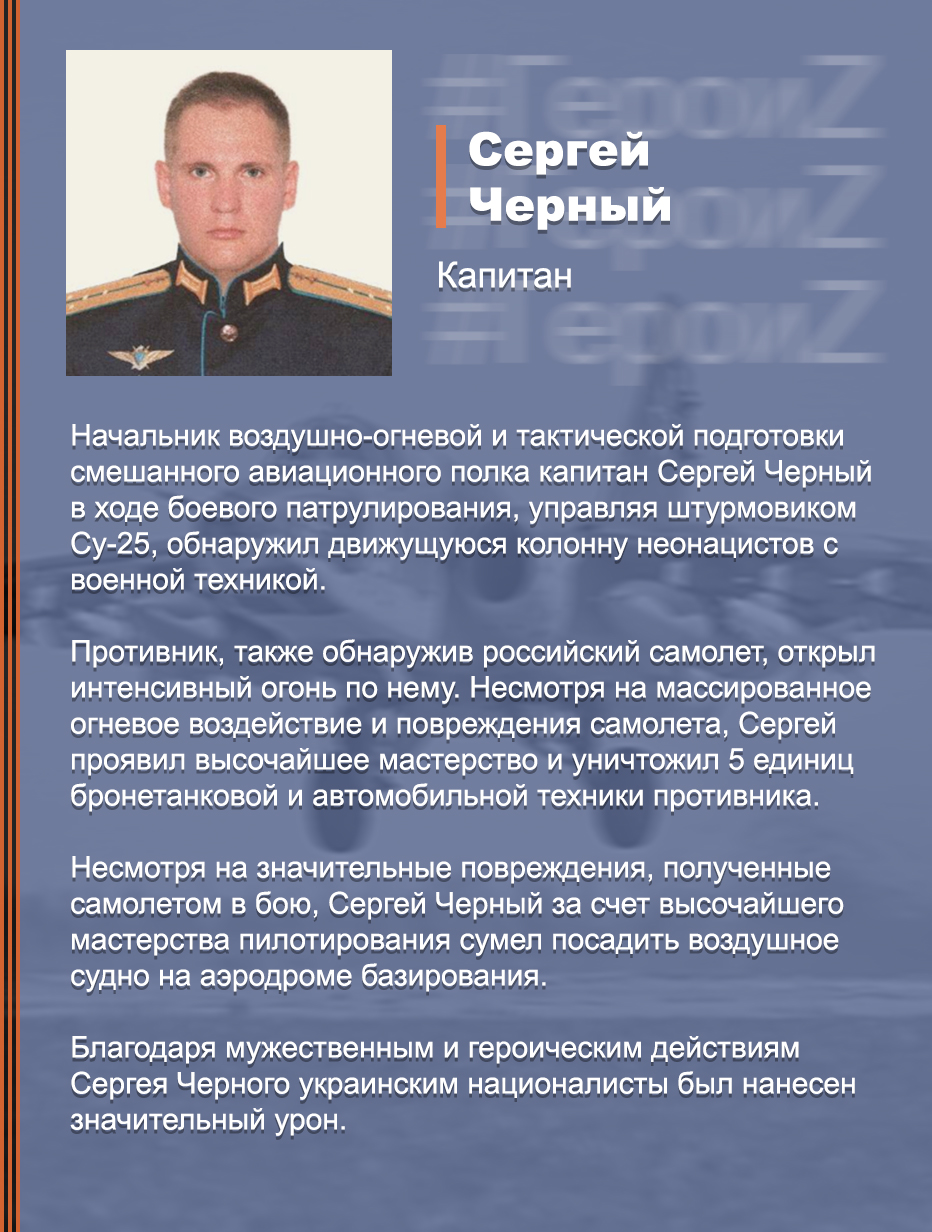 #ГероиZ
#ГероиZ
#ГероиZ
Сергей
Черный
Капитан
Начальник воздушно-огневой и тактической подготовки
смешанного авиационного полка капитан Сергей Черный
в ходе боевого патрулирования, управляя штурмовиком
Су-25, обнаружил движущуюся колонну неонацистов с
военной техникой.
Противник, также обнаружив российский самолет, открыл
интенсивный огонь по нему. Несмотря на массированное
огневое воздействие и повреждения самолета, Сергей
проявил высочайшее мастерство и уничтожил 5 единиц
бронетанковой и автомобильной техники противника.
Несмотря на значительные повреждения, полученные
самолетом в бою, Сергей Черный за счет высочайшего
мастерства пилотирования сумел посадить воздушное
судно на аэродроме базирования.
Благодаря мужественным и героическим действиям
Сергея Черного украинским националисты был нанесен
значительный урон.